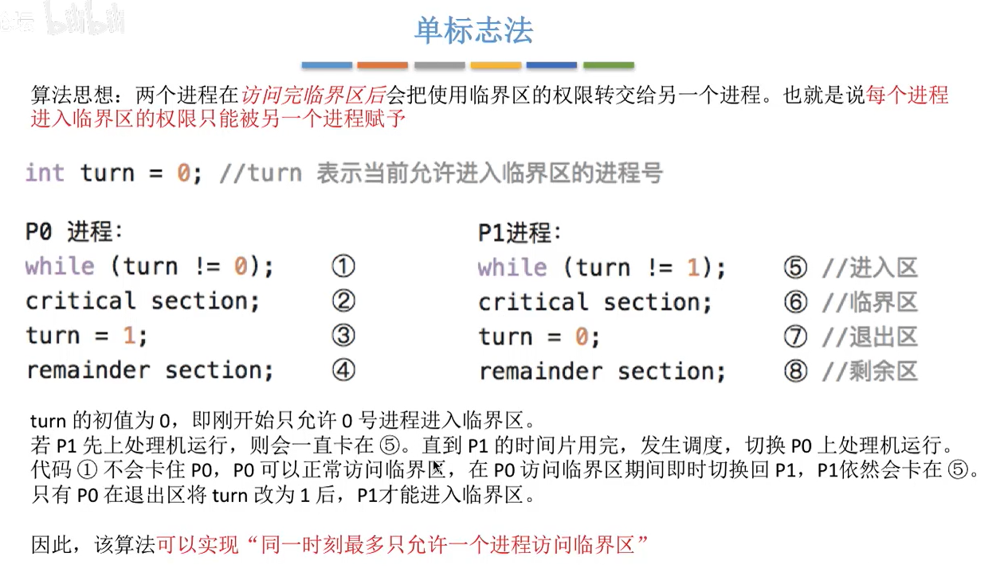 bilibili
单标志法
算法思想：两个进程在访问完临界区后会把使用临界区的权限转交给另一个进程。也就是说每个进程
进入临界区的权限只能被另一个进程赋予
int turn = 0; //turn 表示当前允许进入临界区的进程号
P0 进程：
while (turn != 0); ①
critical section; ②
turn = 1; ③
remainder section; ④
P1进程：
while (turn != 1); ⑤ //进入区
critical section; ⑥ //临界区
turn = 0; ⑦ //退出区
remainder section; ⑧ //剩余区
turn 的初值为 0，即刚开始只允许 0 号进程进入临界区。
若 P1 先上处理机运行，则会一直卡在 ⑤。直到 P1 的时间片用完，发生调度，切换 P0 上处理机运行。
代码 ① 不会卡住 P0，P0 可以正常访问临界区，在 P0 访问临界区期间即时切换回 P1，P1依然会卡在 ⑤。
只有 P0 在退出区将 turn 改为 1 后，P1才能进入临界区。
因此，该算法可以实现“同一时刻最多只允许一个进程访问临界区”